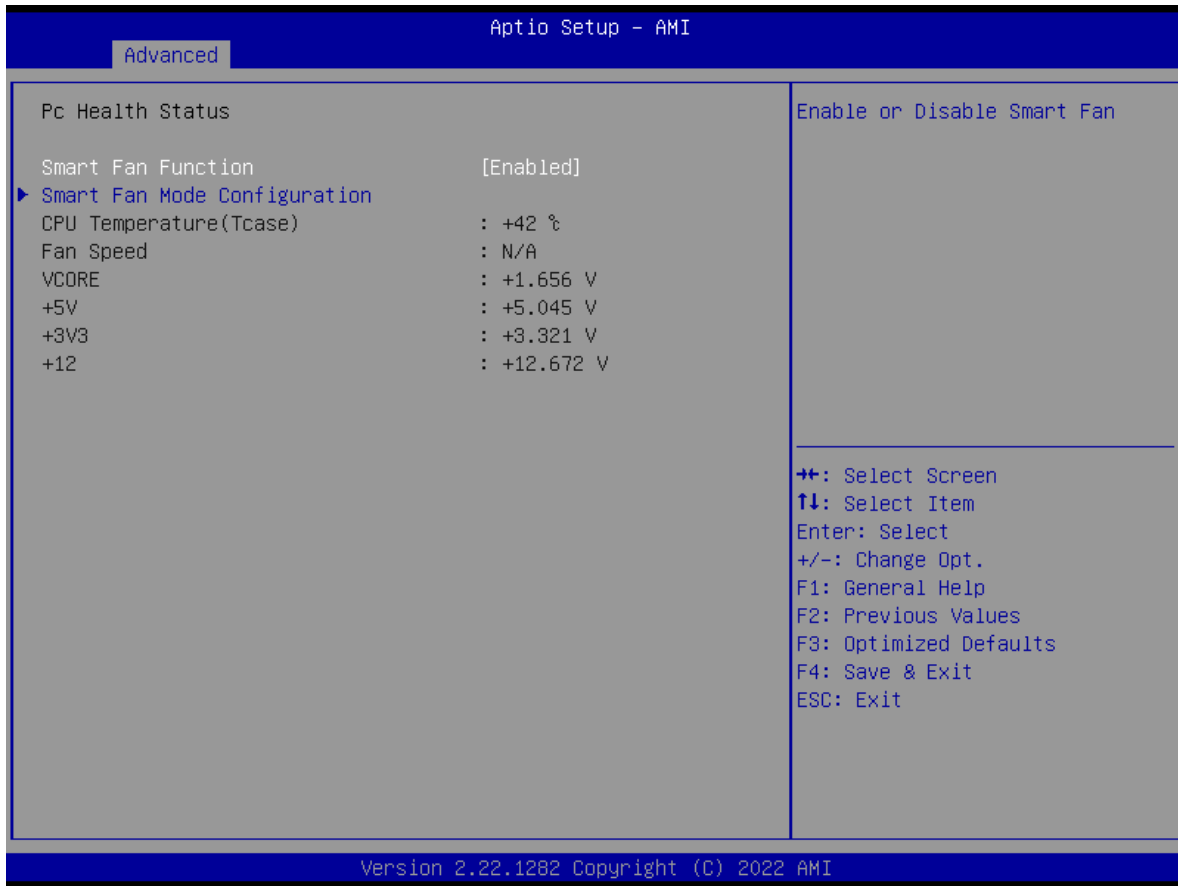 Aptio Setup – AMI
Advanced
Pc Health Status
Smart Fan Function [Enabled]
Smart Fan Mode Configuration
CPU Temperature(Tcase) : +42 ℃
Fan Speed : N/A
VCORE : +1.656 V
+5V : +5.045 V
+3V3 : +3.321 V
+12 : +12.672 V
Enable or Disable Smart Fan
→←: Select Screen
↑↓: Select Item
Enter: Select
+/-: Change Opt.
F1: General Help
F2: Previous Values
F3: Optimized Defaults
F4: Save & Exit
ESC: Exit
Version 2.22.1282 Copyright (C) 2022 AMI